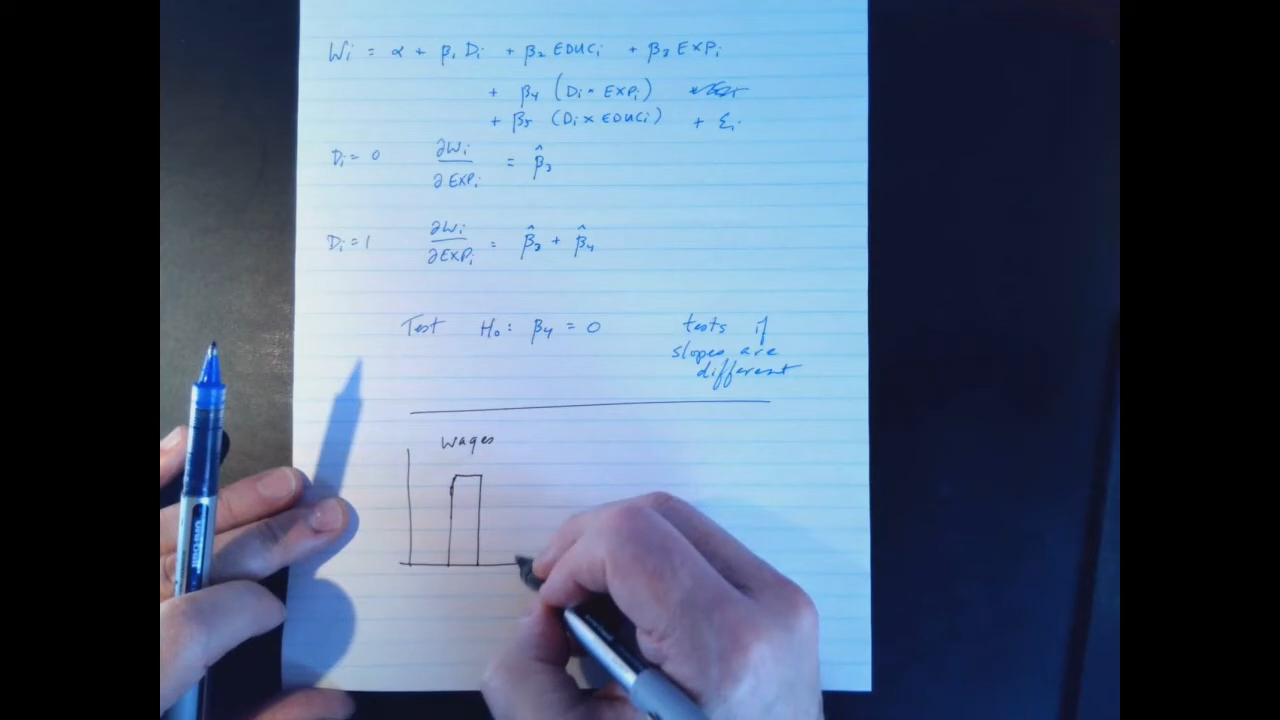 Wi = α + β1 Di + β2 EDUCi + β3 EXPi
+ β4 (Di × EXPi)
+ β5 (Di × EDUCi) + εi
Di = 0 ∂Wi / ∂EXPi = β̂3
Di = 1 ∂Wi / ∂EXPi = β̂3 + β̂4
Test H0: β4 = 0 tests if
slopes are
different
Wages